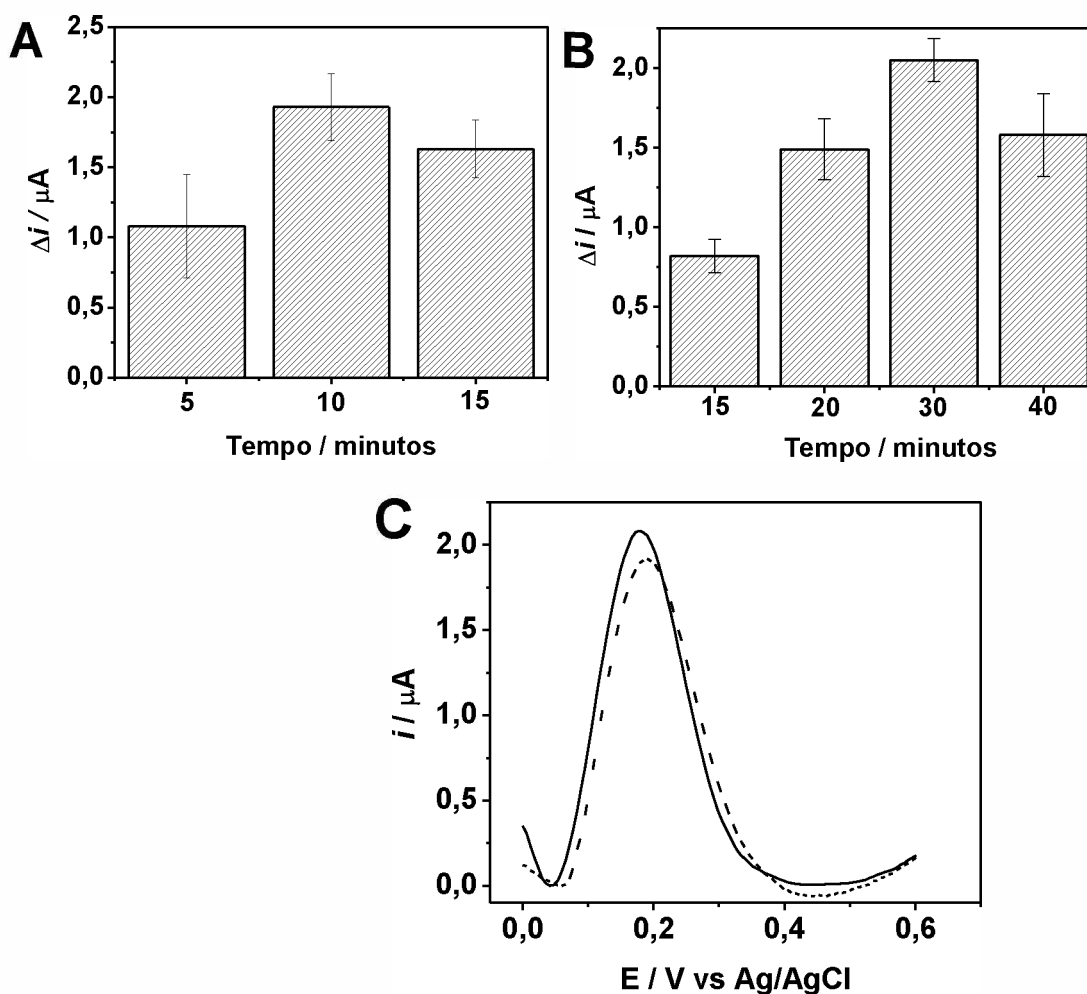 A
Δi / µA
2,5
2,0
1,5
1,0
0,5
0,0
5 10 15
Tempo / minutos
B
Δi / µA
2,0
1,5
1,0
0,5
0,0
15 20 30 40
Tempo / minutos
C
i / µA
2,0
1,5
1,0
0,5
0,0
0,0 0,2 0,4 0,6
E / V vs Ag/AgCl